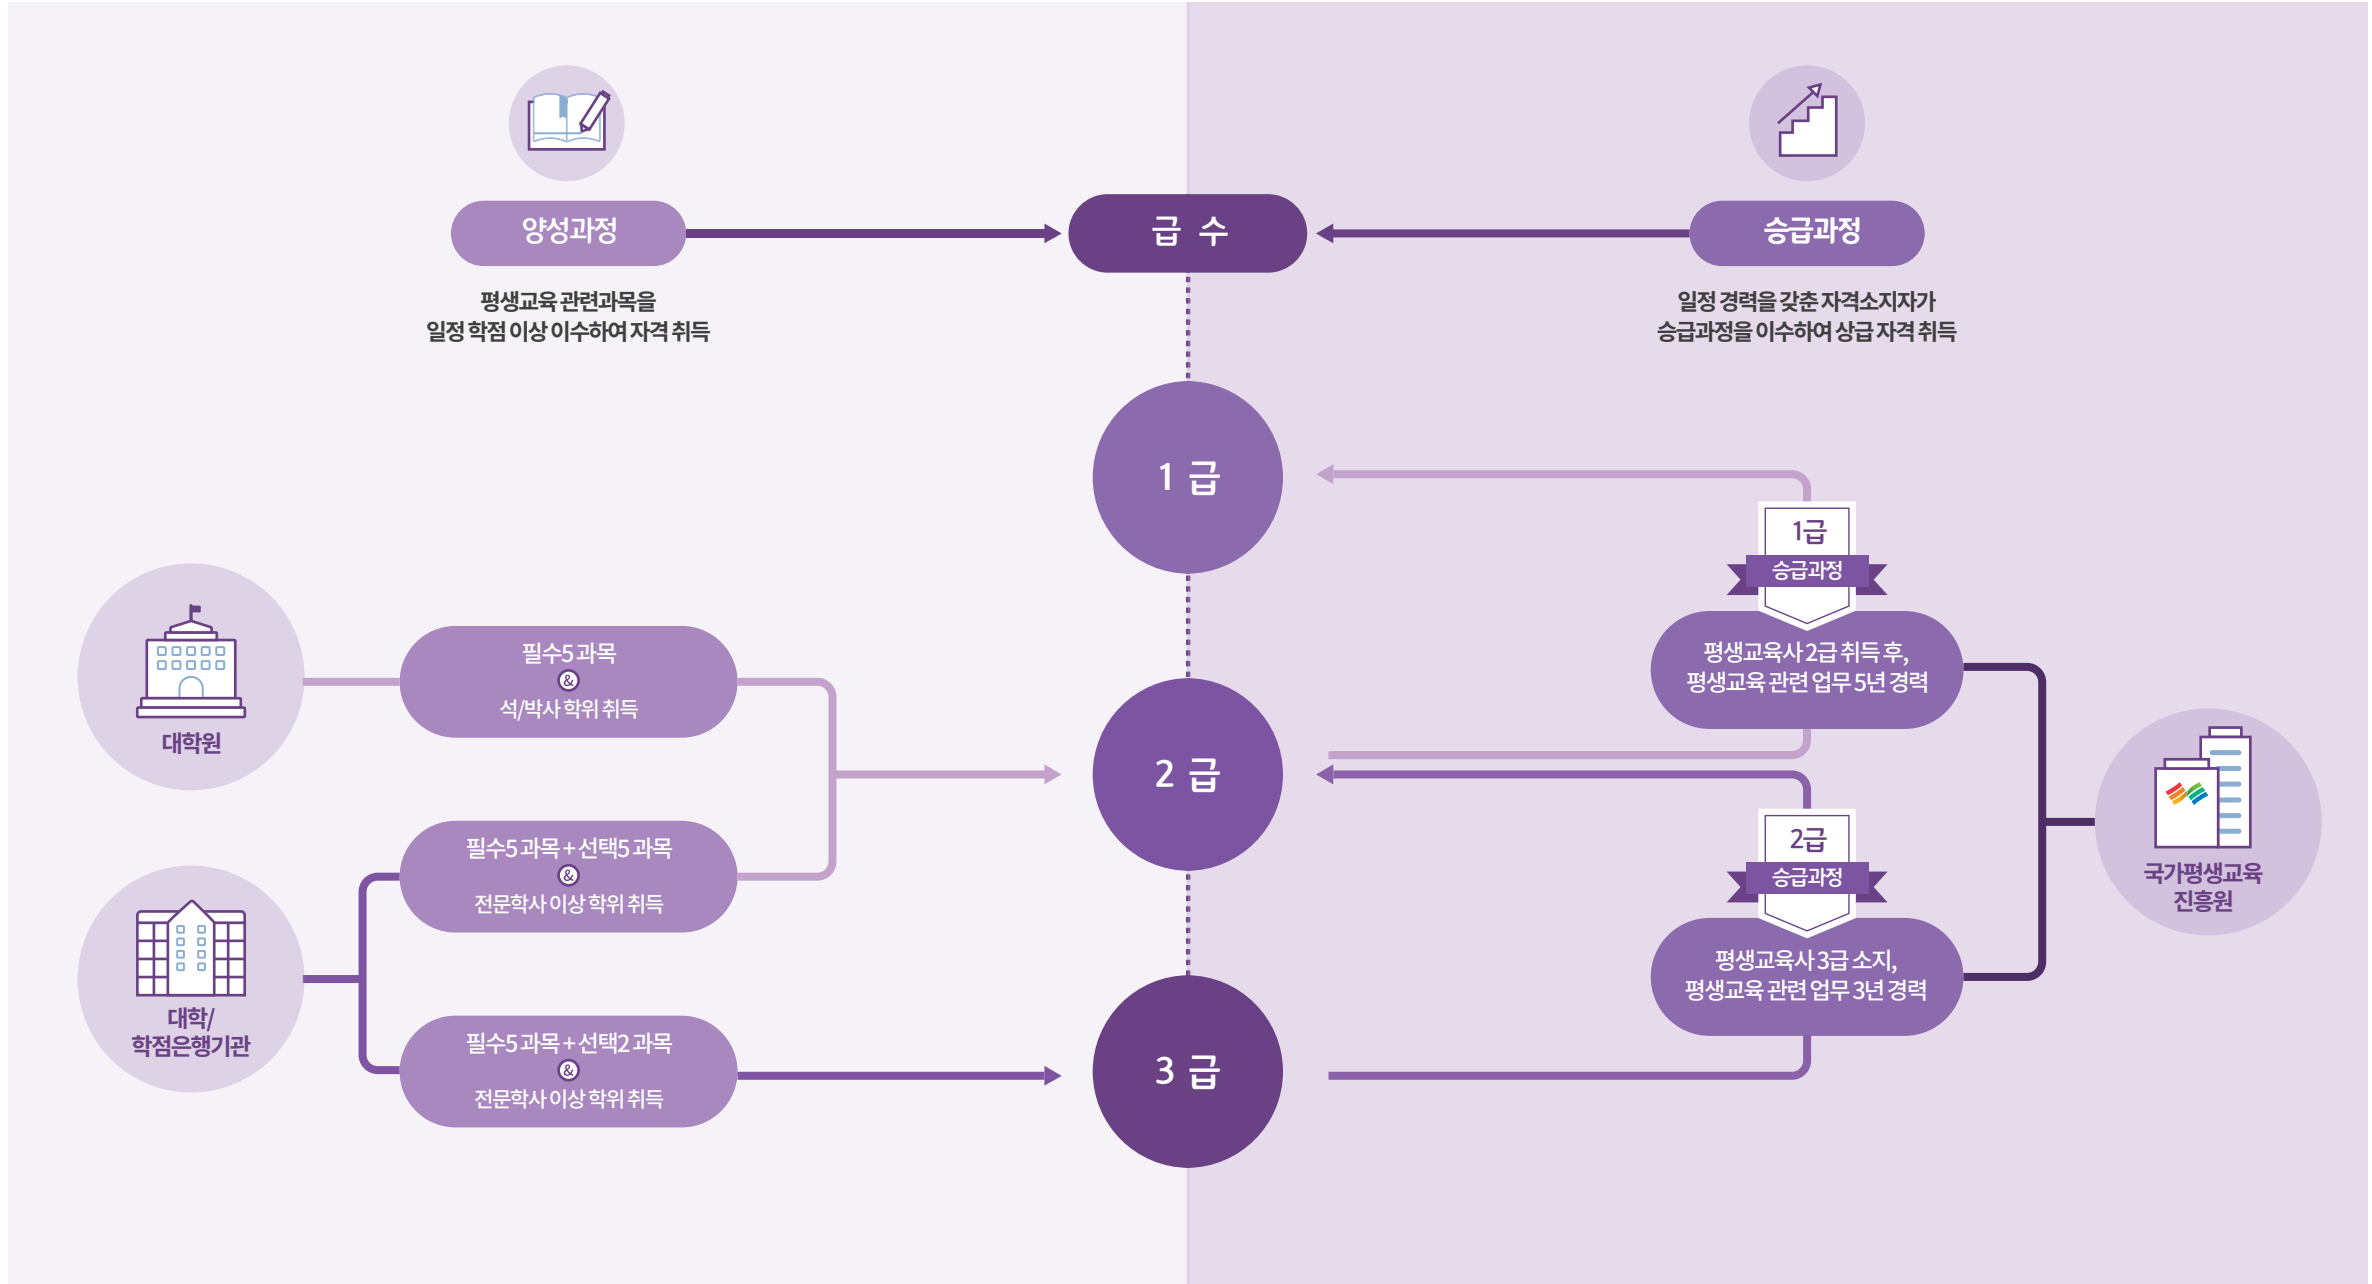 양성과정
급 수
승급과정
평생교육 관련과목을
일정 학점 이상 이수하여 자격 취득
일정 경력을 갖춘 자격소지자가
승급과정을 이수하여 상급 자격 취득
1 급
2 급
3 급
대학원
필수5 과목
&
석/박사 학위 취득
대학/
학점은행기관
필수5 과목 + 선택5 과목
&
전문학사 이상 학위 취득
필수5 과목 + 선택2 과목
&
전문학사 이상 학위 취득
1급
승급과정
평생교육사 2급 취득 후,
평생교육 관련 업무 5년 경력
2급
승급과정
평생교육사 3급 소지,
평생교육 관련 업무 3년 경력
국가평생교육
진흥원